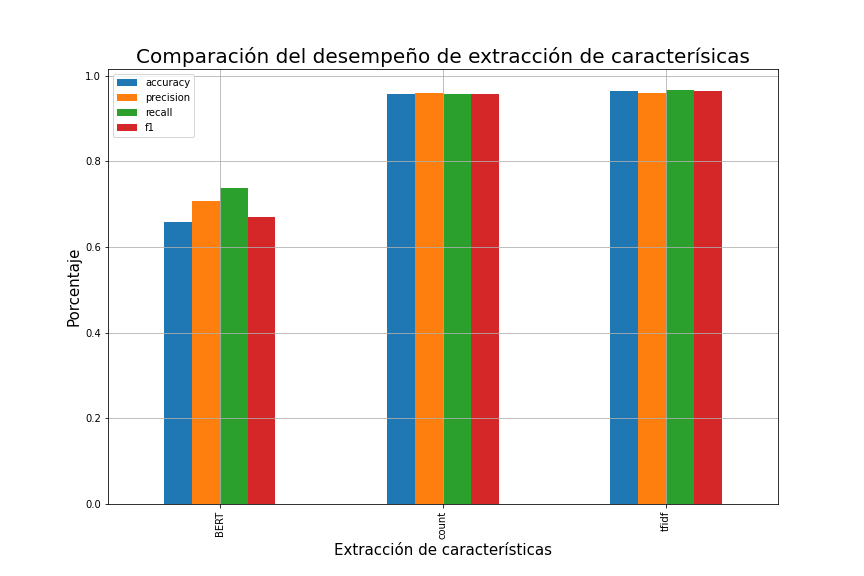 Comparación del desempeño de extracción de caracterísicas
accuracy
precision
recall
f1
1.0
0.8
0.6
0.4
0.2
0.0
Porcentaje
BERT
count
tfidf
Extracción de características